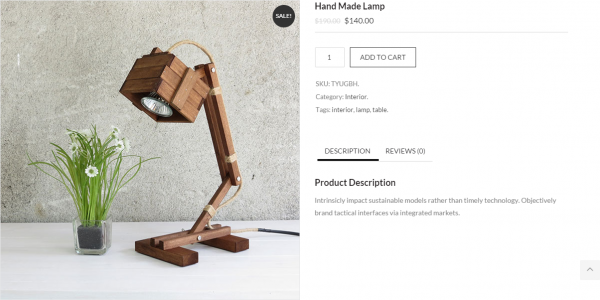 SALE!
Hand Made Lamp
$190.00 $140.00
1
ADD TO CART
SKU: TYUGBH.
Category: Interior.
Tags: interior, lamp, table.
DESCRIPTION
REVIEWS (0)
Product Description
Intrinsicly impact sustainable models rather than timely technology. Objectively
brand tactical interfaces via integrated markets.